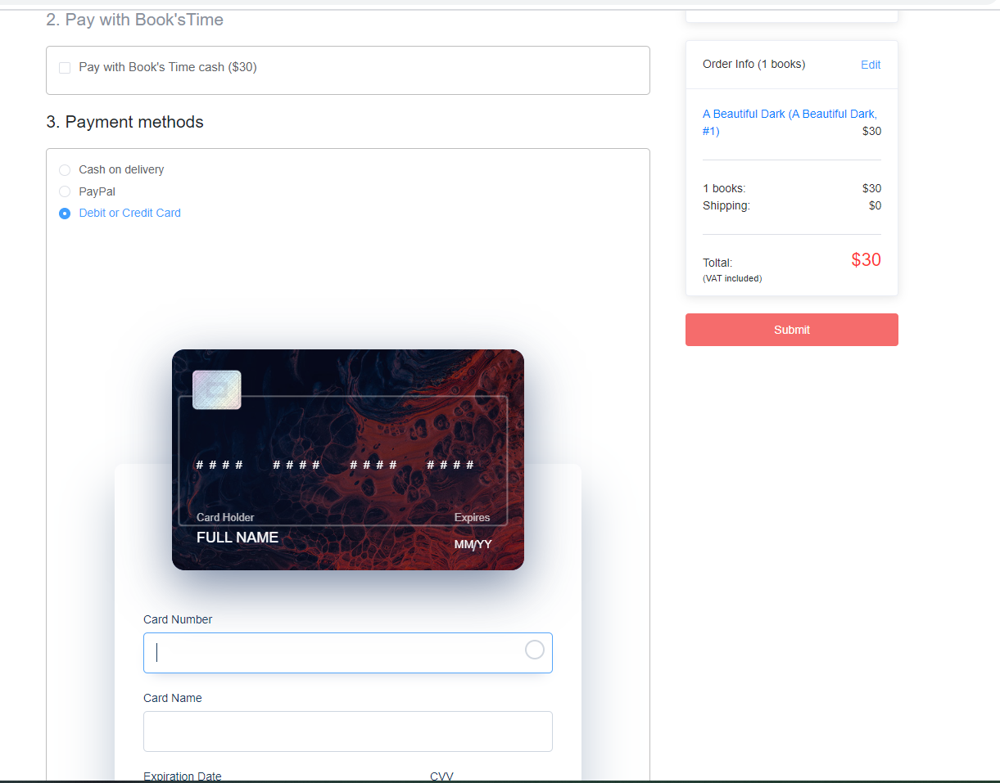 2. Pay with Book'sTime
Pay with Book's Time cash ($30)
3. Payment methods
Cash on delivery
PayPal
Debit or Credit Card
# # # # # # # # # # # # # # # #
Card Holder Expires
FULL NAME MM/YY
Card Number
Card Name
Expiration Date CVV
Order Info (1 books) Edit
A Beautiful Dark (A Beautiful Dark,
#1) $30
1 books: $30
Shipping: $0
Toltal: $30
(VAT included)
Submit